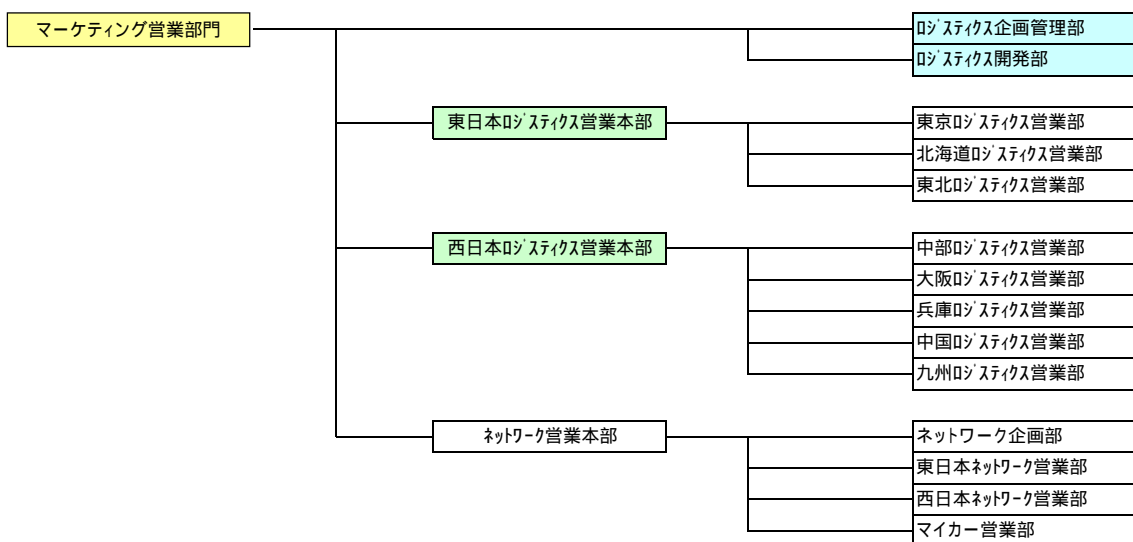 マーケティング営業部門
ﾛｼﾞｽﾃｨｸｽ企画管理部
ﾛｼﾞｽﾃｨｸｽ開発部
東日本ﾛｼﾞｽﾃｨｸｽ営業本部
東京ﾛｼﾞｽﾃｨｸｽ営業部
北海道ﾛｼﾞｽﾃｨｸｽ営業部
東北ﾛｼﾞｽﾃｨｸｽ営業部
西日本ﾛｼﾞｽﾃｨｸｽ営業本部
中部ﾛｼﾞｽﾃｨｸｽ営業部
大阪ﾛｼﾞｽﾃｨｸｽ営業部
兵庫ﾛｼﾞｽﾃｨｸｽ営業部
中国ﾛｼﾞｽﾃｨｸｽ営業部
九州ﾛｼﾞｽﾃｨｸｽ営業部
ﾈｯﾄﾜｰｸ営業本部
ネットワーク企画部
東日本ﾈｯﾄﾜｰｸ営業部
西日本ﾈｯﾄﾜｰｸ営業部
マイカー営業部